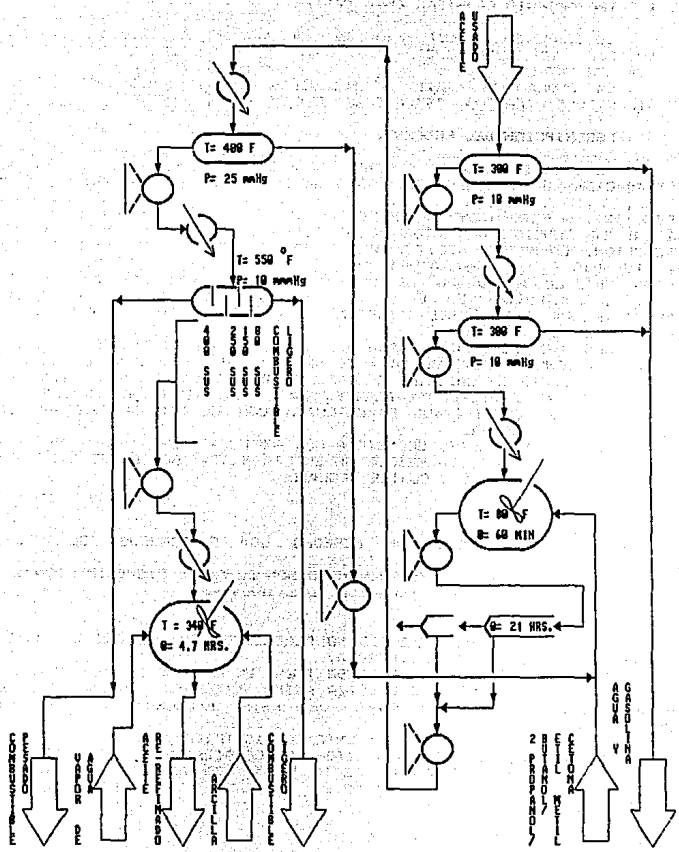 ACEITE
USADO
T= 400 F
P= 25 mmHg
T= 300 F
P= 10 mmHg
T= 550 °F
P= 10 mmmHg
400 SUS
250 SUS
150 SUS
80 SUS
COMBUSTIBLE
LIGERO
T= 300 F
P= 10 mmHg
T= 80 F
θ= 60 MIN
T = 340 F
θ= 4.7 HRS.
θ= 21 HRS.
COMBUSTIBLE
PESADO
VAPOR DE
AGUA
ACEITE
RE-REFINADO
ARCILLA
COMBUSTIBLE
LIGERO
2 PROPANOL/
BUTANOL/
ETIL METIL
CETONA
AGUA Y
GASOLINA